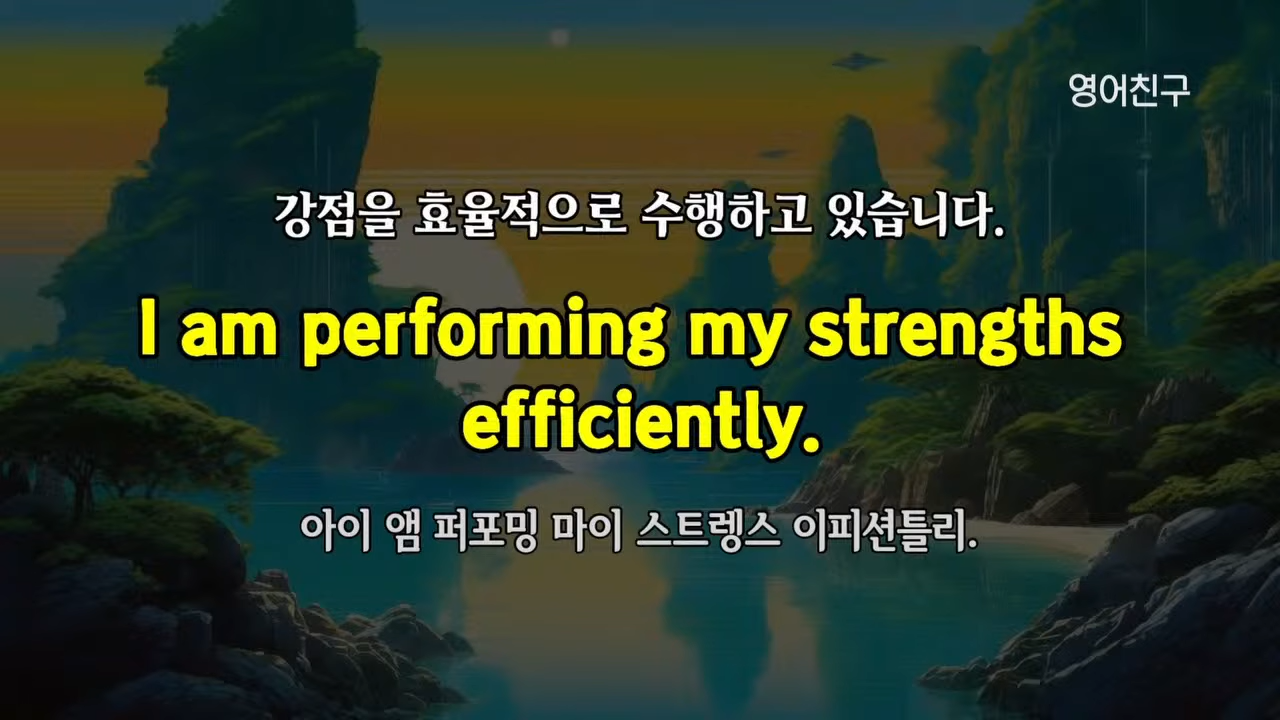 영어친구
강점을 효율적으로 수행하고 있습니다.
I am performing my strengths
efficiently.
아이 앰 퍼포밍 마이 스트렝스 이피션틀리.